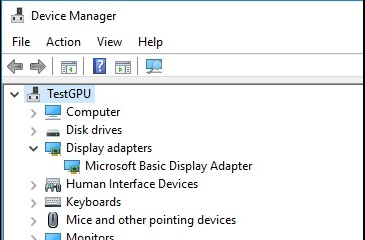 Device Manager
File Action View Help
TestGPU
Computer
Disk drives
Display adapters
Microsoft Basic Display Adapter
Human Interface Devices
Keyboards
Mice and other pointing devices
Monitors